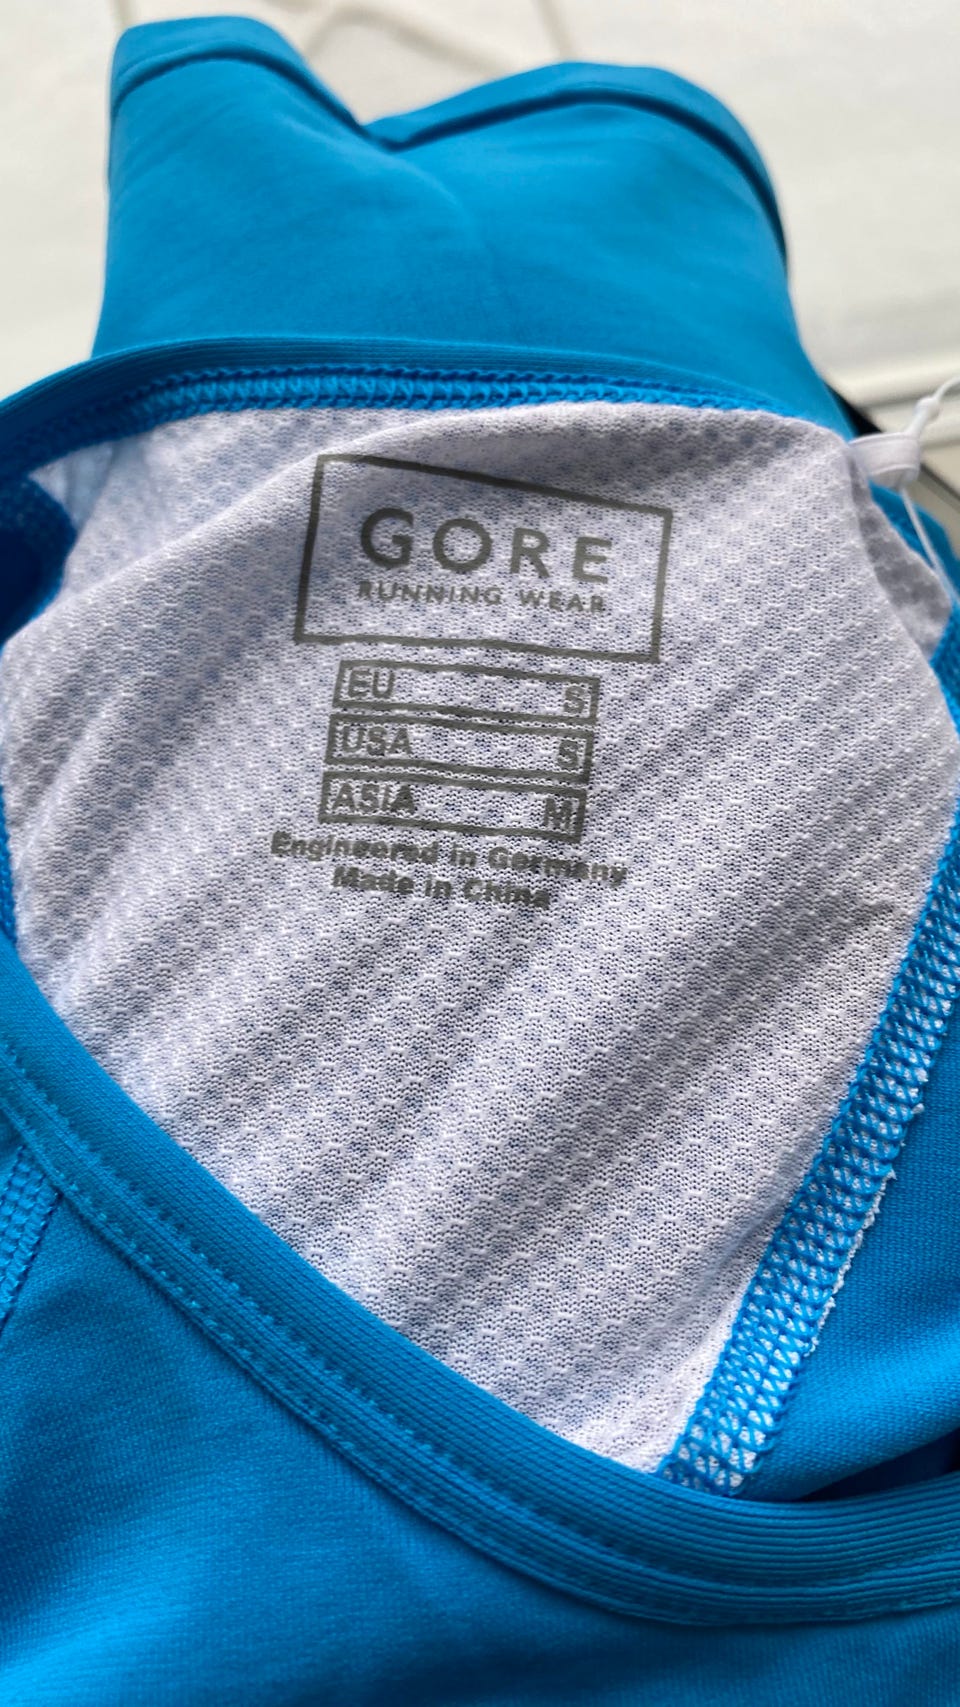 GORE
RUNNING WEAR
EU S
USA S
ASIA M
Engineered in Germany
Made in China